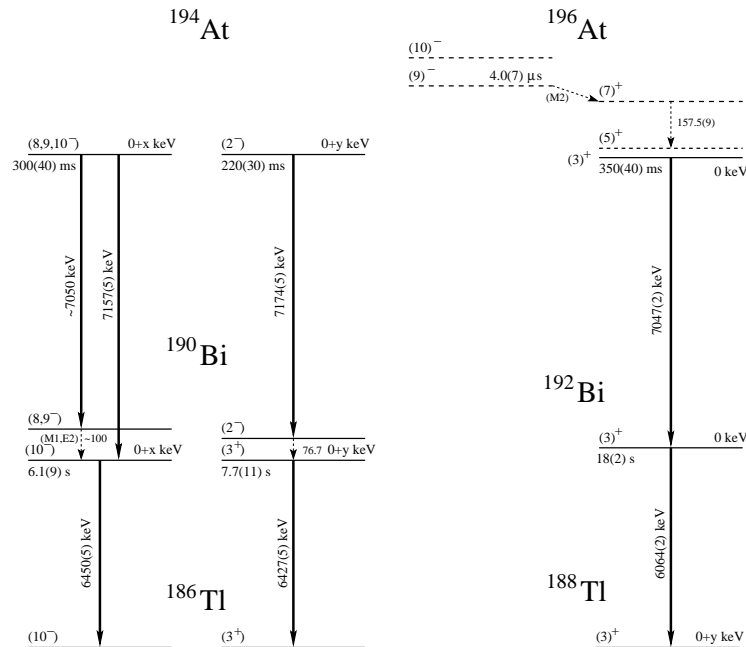 194At
196At
(10)−
(9)− 4.0(7) μs
(M2)
(7)+
157.5(9)
(5)+
(3)+
350(40) ms 0 keV
(8,9,10−) 0+x keV
300(40) ms
(2−) 0+y keV
220(30) ms
~7050 keV
7157(5) keV
7174(5) keV
7047(2) keV
190Bi
192Bi
(8,9−)
(M1,E2) ~100
(10−) 0+x keV
6.1(9) s
(2−)
76.7
(3+) 0+y keV
7.7(11) s
(3)+ 0 keV
18(2) s
6450(5) keV
6427(5) keV
6064(2) keV
186Tl
188Tl
(10−)
(3+)
(3)+ 0+y keV